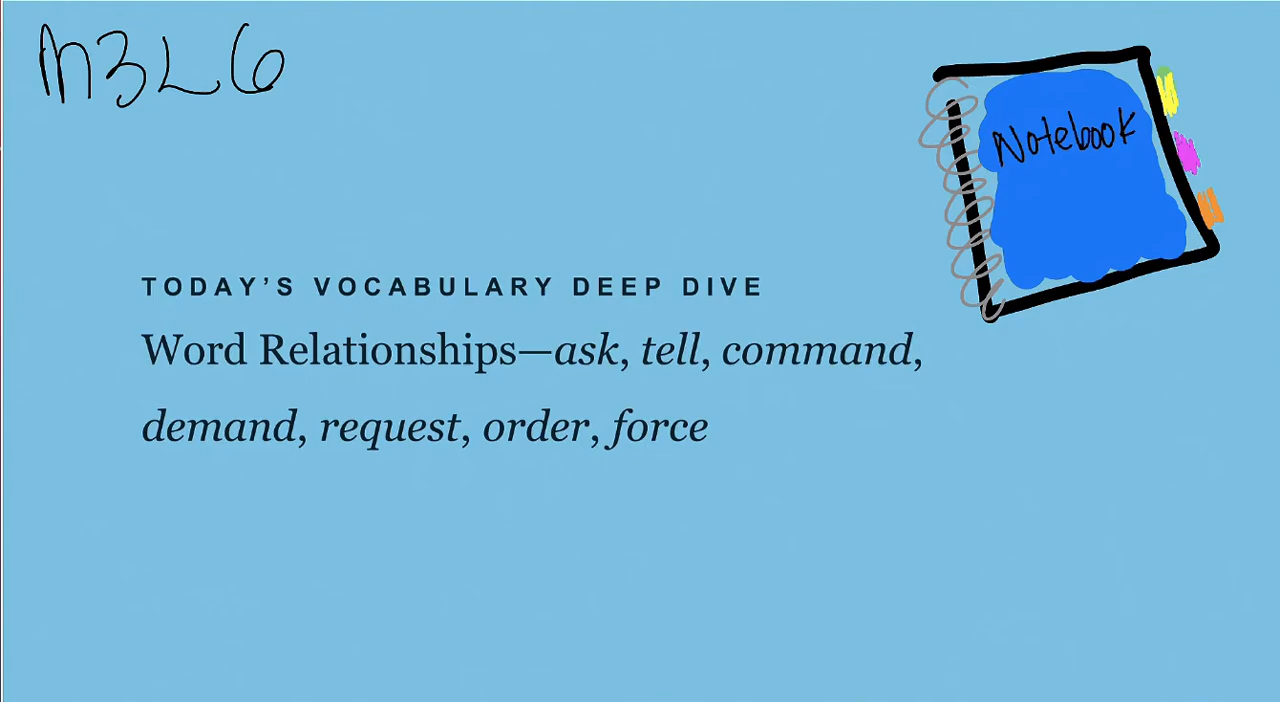 M3L6
Notebook
TODAY’S VOCABULARY DEEP DIVE
Word Relationships—ask, tell, command,
demand, request, order, force